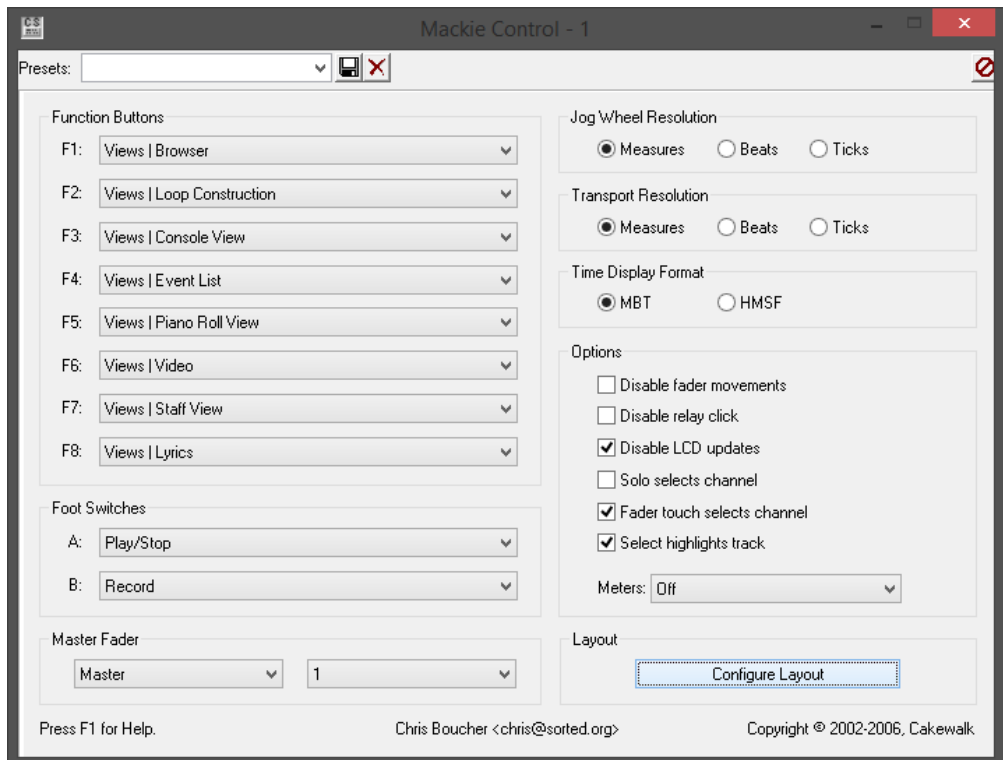 Mackie Control - 1
Presets:
Function Buttons
F1: Views | Browser
F2: Views | Loop Construction
F3: Views | Console View
F4: Views | Event List
F5: Views | Piano Roll View
F6: Views | Video
F7: Views | Staff View
F8: Views | Lyrics
Foot Switches
A: Play/Stop
B: Record
Master Fader
Master 1
Jog Wheel Resolution
Measures Beats Ticks
Transport Resolution
Measures Beats Ticks
Time Display Format
MBT HMSF
Options
Disable fader movements
Disable relay click
Disable LCD updates
Solo selects channel
Fader touch selects channel
Select highlights track
Meters: Off
Layout
Configure Layout
Press F1 for Help. Chris Boucher <chris@sorted.org> Copyright © 2002-2006, Cakewalk